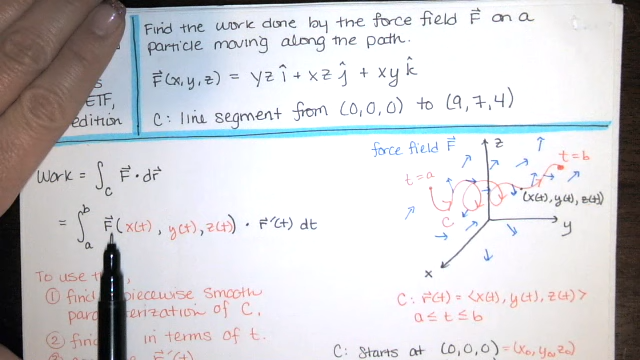 ETF,
edition
Find the work done by the force field F⃗ on a
particle moving along the path.
F⃗(x,y,z) = yz î + xz ĵ + xy k̂
C: line segment from (0,0,0) to (9,7,4)
Work = ∫_C F⃗ · dr⃗
= ∫_a^b F⃗(x(t), y(t), z(t)) · r⃗'(t) dt
To use
① find piecewise smooth
parameterization of C,
② find in terms of t.
force field F⃗
z
t=a
t=b
C
(x(t), y(t), z(t))
y
x
C: r⃗(t) = <x(t), y(t), z(t)>
a ≤ t ≤ b
C: Starts at (0,0,0) = (x₀, y₀, z₀)